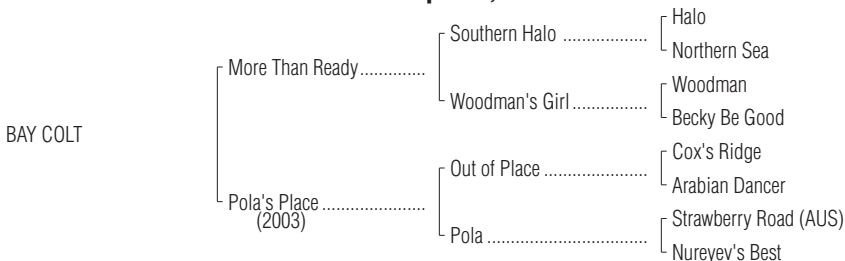 Halo
Southern Halo ..................
Northern Sea
More Than Ready..............
Woodman
Woodman's Girl................
Becky Be Good
BAY COLT
Cox's Ridge
Out of Place ......................
Arabian Dancer
Pola's Place ......................
(2003)
Strawberry Road (AUS)
Pola ...................................
Nureyev's Best